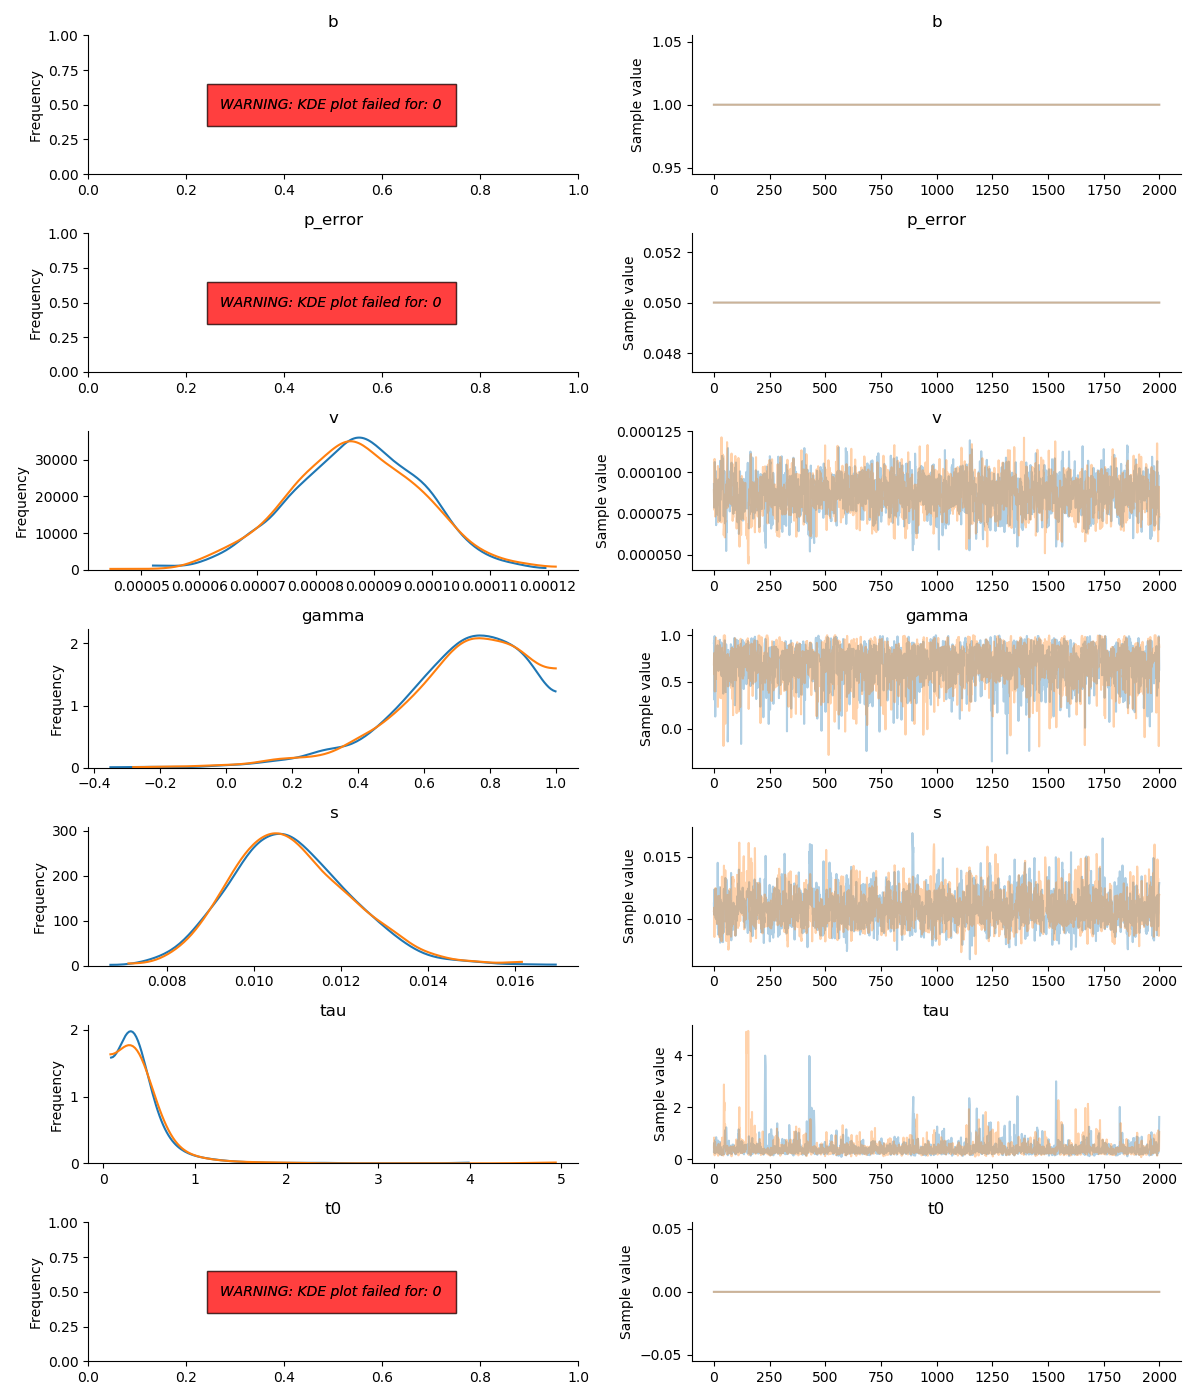 b
1.00
0.75
0.50
0.25
0.00
Frequency
WARNING: KDE plot failed for: 0
0.0 0.2 0.4 0.6 0.8 1.0
b
1.05
1.00
0.95
Sample value
0 250 500 750 1000 1250 1500 1750 2000
p_error
1.00
0.75
0.50
0.25
0.00
Frequency
WARNING: KDE plot failed for: 0
0.0 0.2 0.4 0.6 0.8 1.0
p_error
0.052
0.050
0.048
Sample value
0 250 500 750 1000 1250 1500 1750 2000
v
30000
20000
10000
0
Frequency
0.00005 0.00006 0.00007 0.00008 0.00009 0.00010 0.00011 0.00012
v
0.000125
0.000100
0.000075
0.000050
Sample value
0 250 500 750 1000 1250 1500 1750 2000
gamma
2
1
0
Frequency
−0.4 −0.2 0.0 0.2 0.4 0.6 0.8 1.0
gamma
1.0
0.5
0.0
Sample value
0 250 500 750 1000 1250 1500 1750 2000
s
300
200
100
0
Frequency
0.008 0.010 0.012 0.014 0.016
s
0.015
0.010
Sample value
0 250 500 750 1000 1250 1500 1750 2000
tau
2
1
0
Frequency
0 1 2 3 4 5
tau
4
2
0
Sample value
0 250 500 750 1000 1250 1500 1750 2000
t0
1.00
0.75
0.50
0.25
0.00
Frequency
WARNING: KDE plot failed for: 0
0.0 0.2 0.4 0.6 0.8 1.0
t0
0.05
0.00
−0.05
Sample value
0 250 500 750 1000 1250 1500 1750 2000